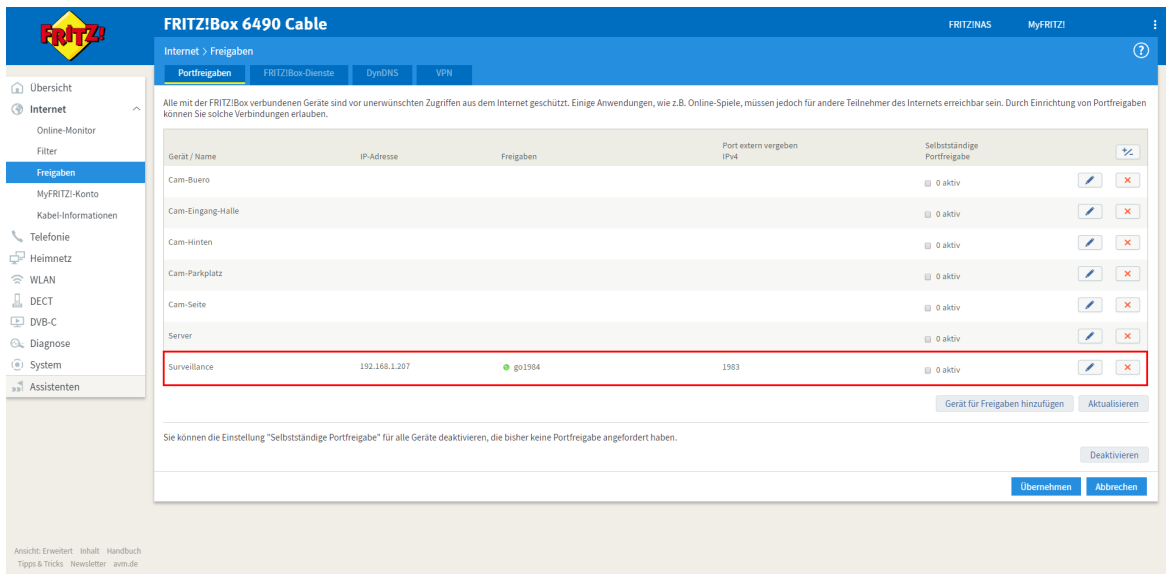 FRITZ!
FRITZ!Box 6490 Cable
FRITZ!NAS MyFRITZ!
Internet > Freigaben
Portfreigaben FRITZ!Box-Dienste DynDNS VPN
Übersicht
Internet
Online-Monitor
Filter
Freigaben
MyFRITZ!-Konto
Kabel-Informationen
Telefonie
Heimnetz
WLAN
DECT
DVB-C
Diagnose
System
Assistenten
Alle mit der FRITZ!Box verbundenen Geräte sind vor unerwünschten Zugriffen aus dem Internet geschützt. Einige Anwendungen, wie z.B. Online-Spiele, müssen jedoch für andere Teilnehmer des Internets erreichbar sein. Durch Einrichtung von Portfreigaben
können Sie solche Verbindungen erlauben.
Gerät / Name IP-Adresse Freigaben Port extern vergeben IPv4 Selbstständige Portfreigabe
Cam-Buero 0 aktiv
Cam-Eingang-Halle 0 aktiv
Cam-Hinten 0 aktiv
Cam-Parkplatz 0 aktiv
Cam-Seite 0 aktiv
Server 0 aktiv
Surveillance 192.168.1.207 go1984 1983 0 aktiv
Gerät für Freigaben hinzufügen Aktualisieren
Sie können die Einstellung "Selbstständige Portfreigabe" für alle Geräte deaktivieren, die bisher keine Portfreigabe angefordert haben.
Deaktivieren
Übernehmen Abbrechen
Ansicht: Erweitert Inhalt Handbuch
Tipps & Tricks Newsletter avm.de